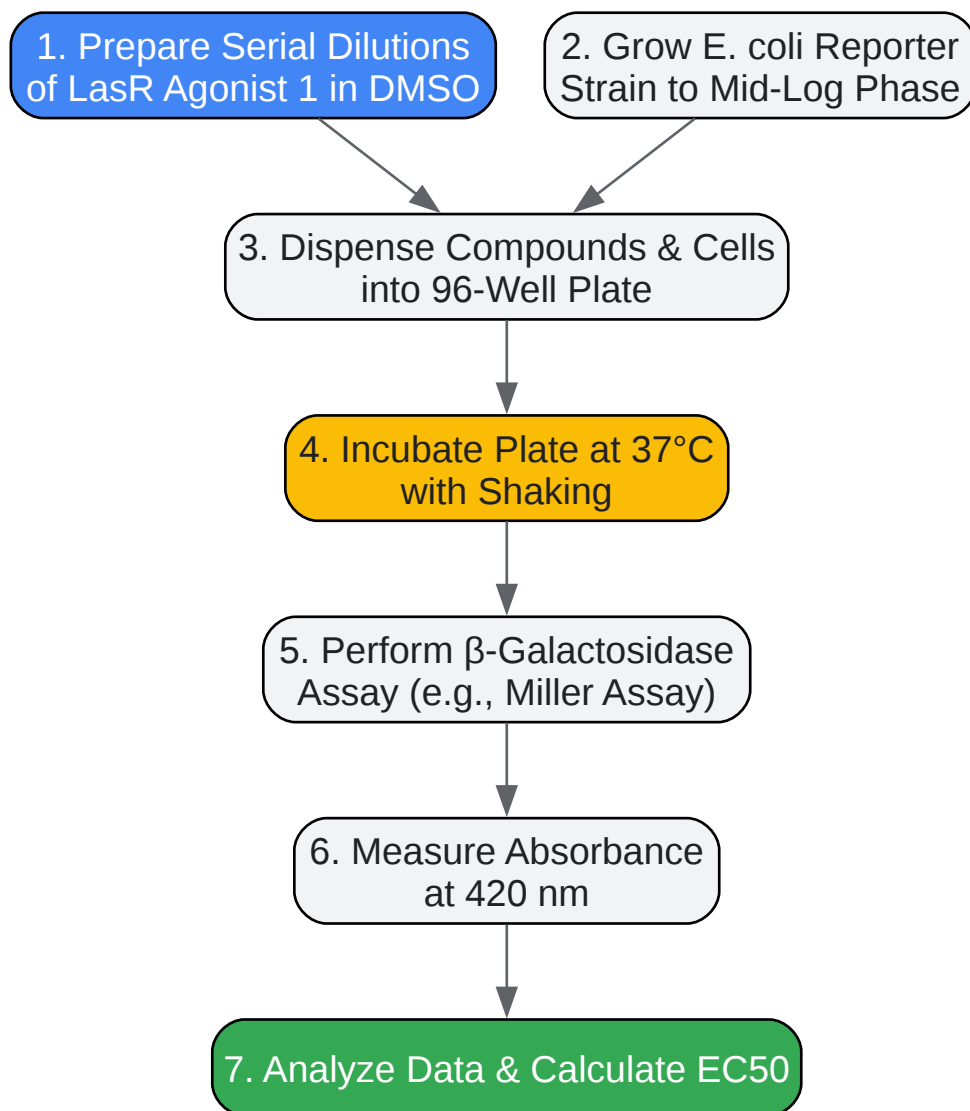 1. Prepare Serial Dilutions
of LasR Agonist 1 in DMSO
2. Grow E. coli Reporter
Strain to Mid-Log Phase
3. Dispense Compounds & Cells
into 96-Well Plate
4. Incubate Plate at 37°C
with Shaking
5. Perform β-Galactosidase
Assay (e.g., Miller Assay)
6. Measure Absorbance
at 420 nm
7. Analyze Data & Calculate EC50